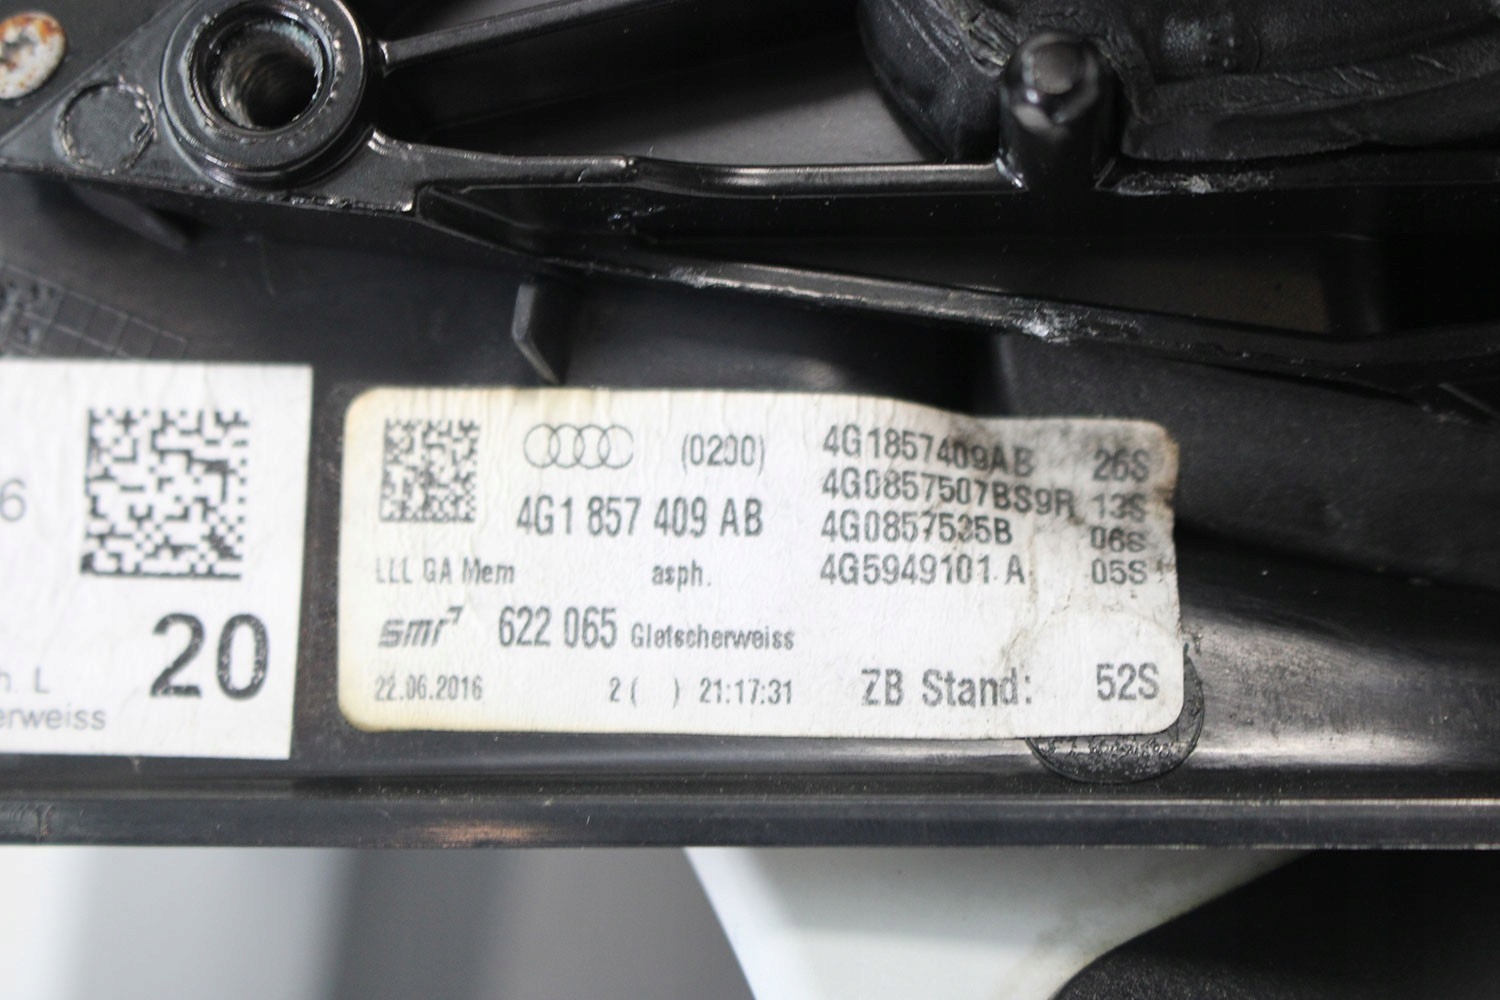 6
20
h. L
erweiss
(0200)
4G1 857 409 AB
LLL GA Mem asph.
smr7 622 065 Gletscherweiss
22.06.2016 2 ( ) 21:17:31
4G1857409AB 26S
4G0857507BS9R 13S
4G0857535B 06S
4G5949101 A 05S
ZB Stand: 52S